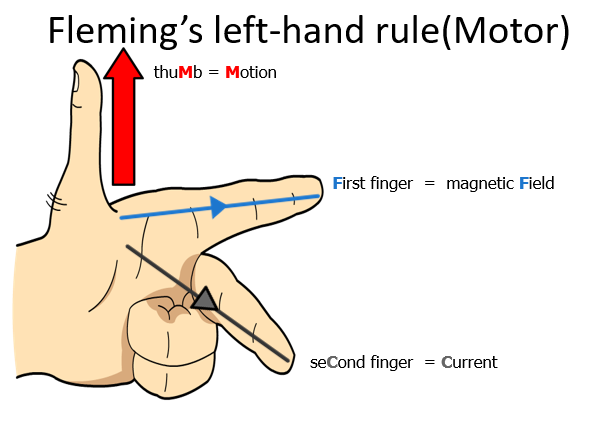 Fleming’s left-hand rule(Motor)
thuMb = Motion
First finger = magnetic Field
seCond finger = Current